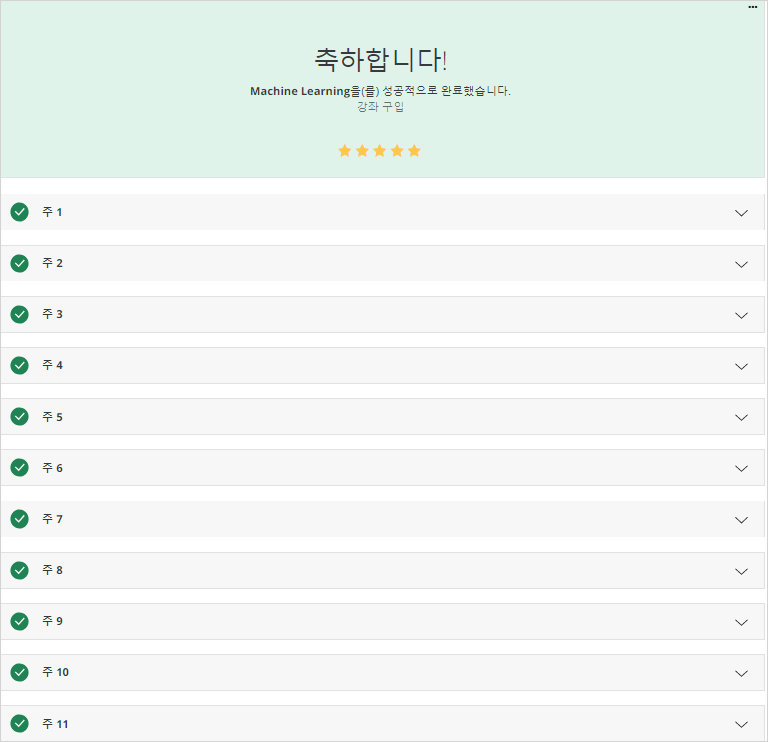 축하합니다!
Machine Learning을(를) 성공적으로 완료했습니다.
강좌 구입
주 1
주 2
주 3
주 4
주 5
주 6
주 7
주 8
주 9
주 10
주 11